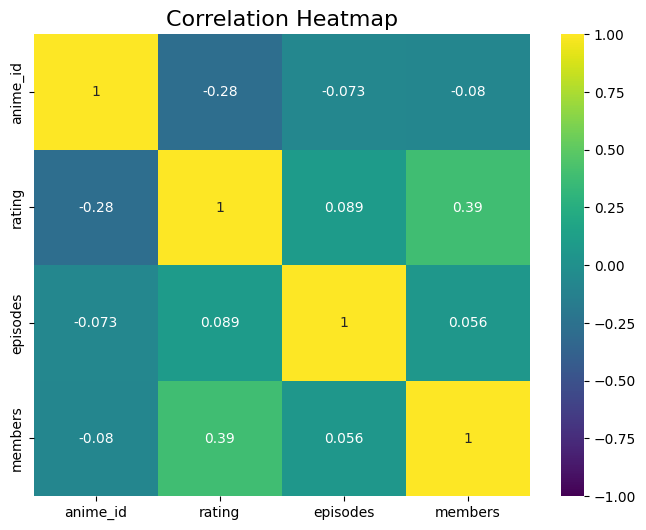 Correlation Heatmap
anime_id 1 -0.28 -0.073 -0.08
rating -0.28 1 0.089 0.39
episodes -0.073 0.089 1 0.056
members -0.08 0.39 0.056 1
anime_id rating episodes members
1.00
0.75
0.50
0.25
0.00
−0.25
−0.50
−0.75
−1.00